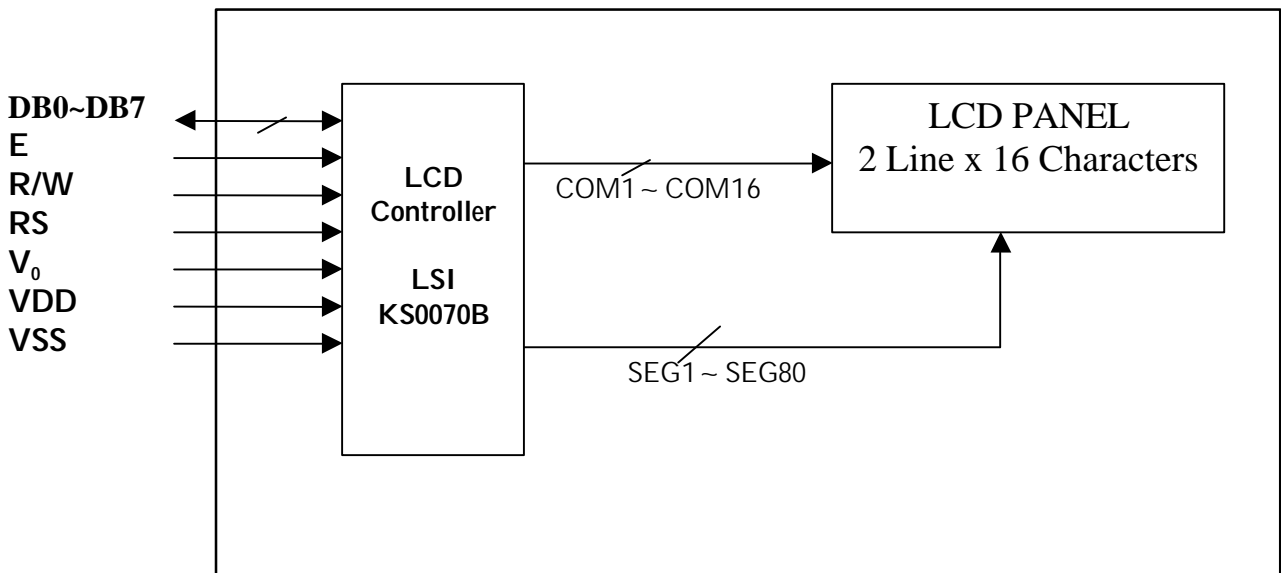 DB0~DB7
E
R/W
RS
V₀
VDD
VSS
LCD
Controller
LSI
KS0070B
COM1 ~ COM16
SEG1 ~ SEG80
LCD PANEL
2 Line x 16 Characters